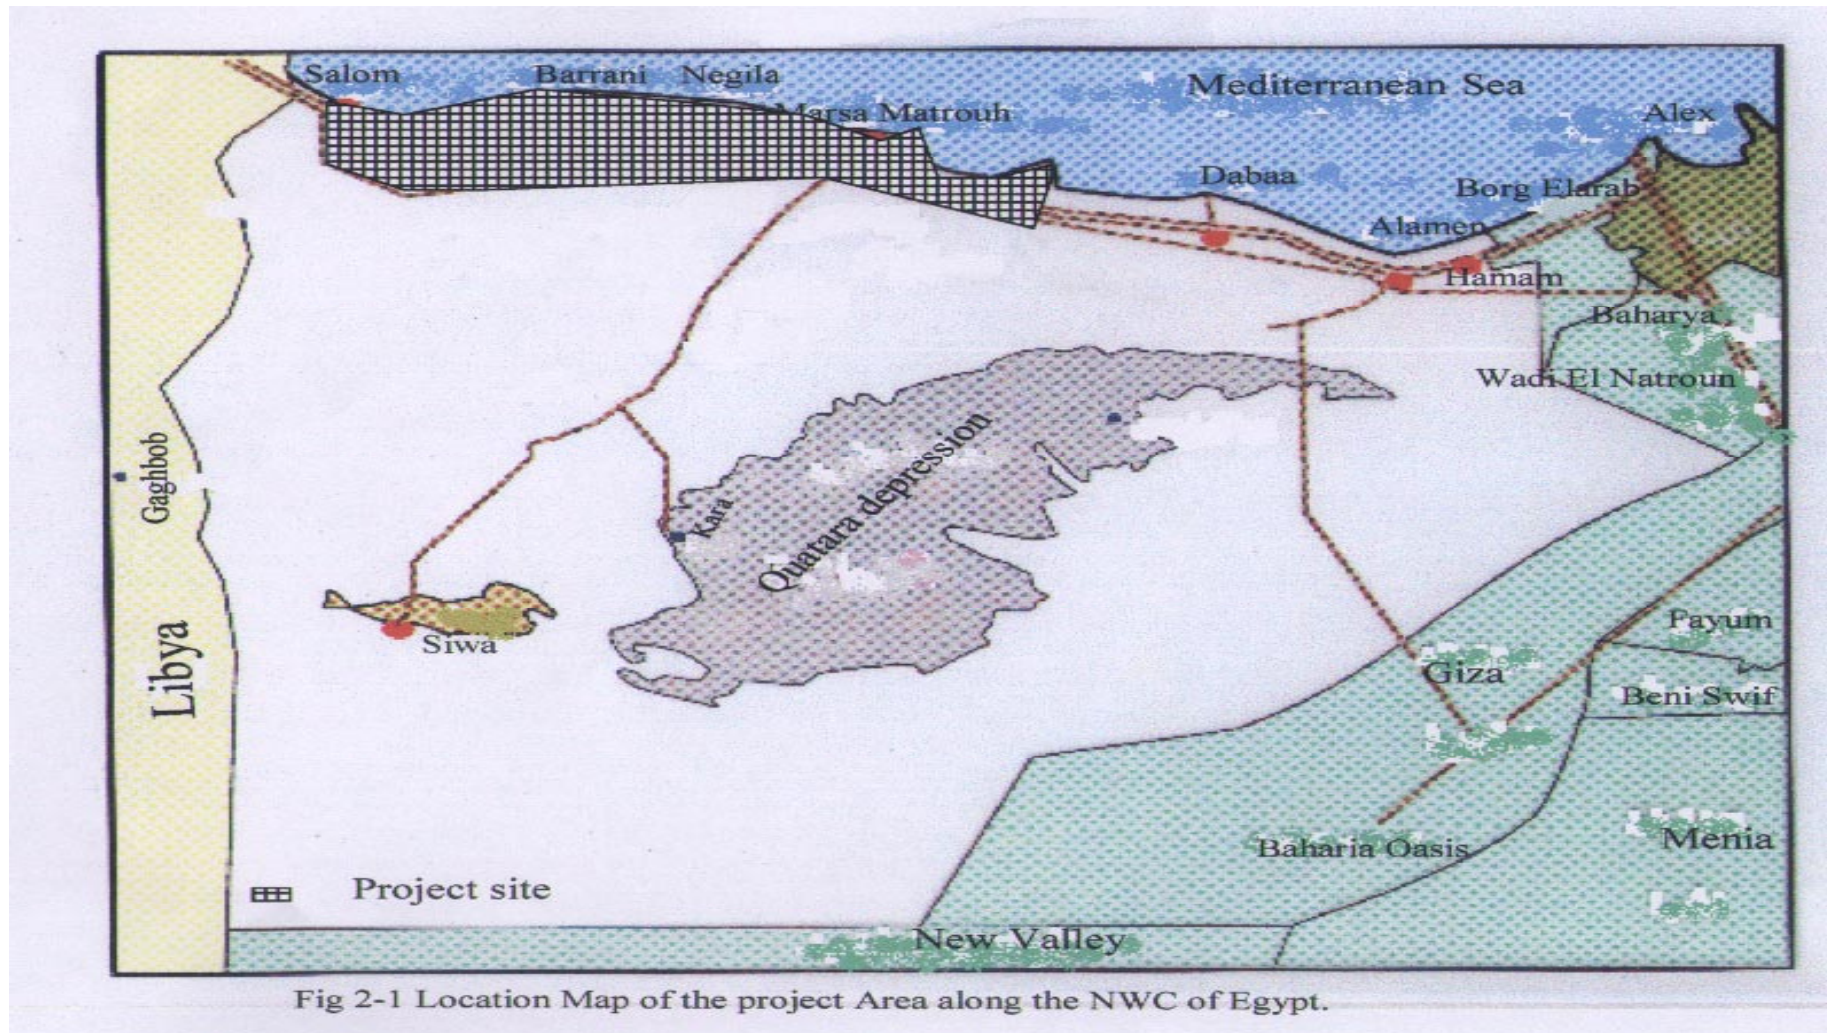 Salom
Barrani
Negila
Mediterranean Sea
Marsa Matrouh
Alex
Dabaa
Borg Elarab
Alamen
Hamam
Baharya
Wadi El Natroun
Gaghbob
Quatara depression
Kara
Libya
Siwa
Fayum
Giza
Beni Swif
Baharia Oasis
Menia
Project site
New Valley
Fig 2-1 Location Map of the project Area along the NWC of Egypt.